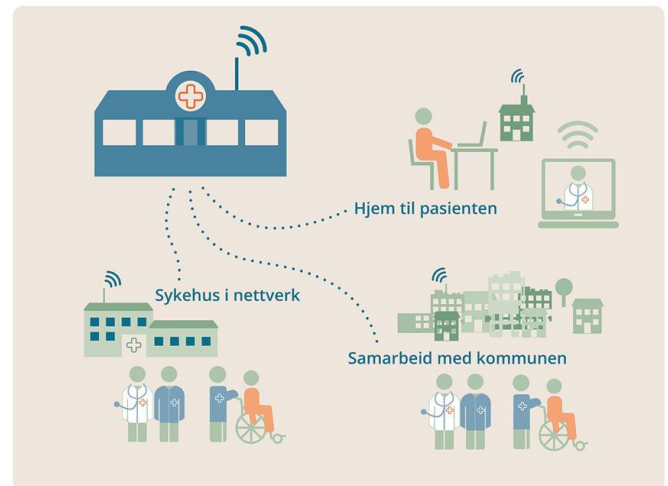 Hjem til pasienten
Sykehus i nettverk
Samarbeid med kommunen